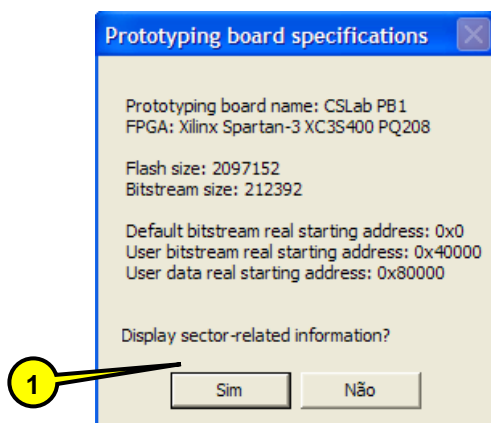 Prototyping board specifications
Prototyping board name: CSLab PB1
FPGA: Xilinx Spartan-3 XC3S400 PQ208
Flash size: 2097152
Bitstream size: 212392
Default bitstream real starting address: 0x0
User bitstream real starting address: 0x40000
User data real starting address: 0x80000
Display sector-related information?
1
Sim Não